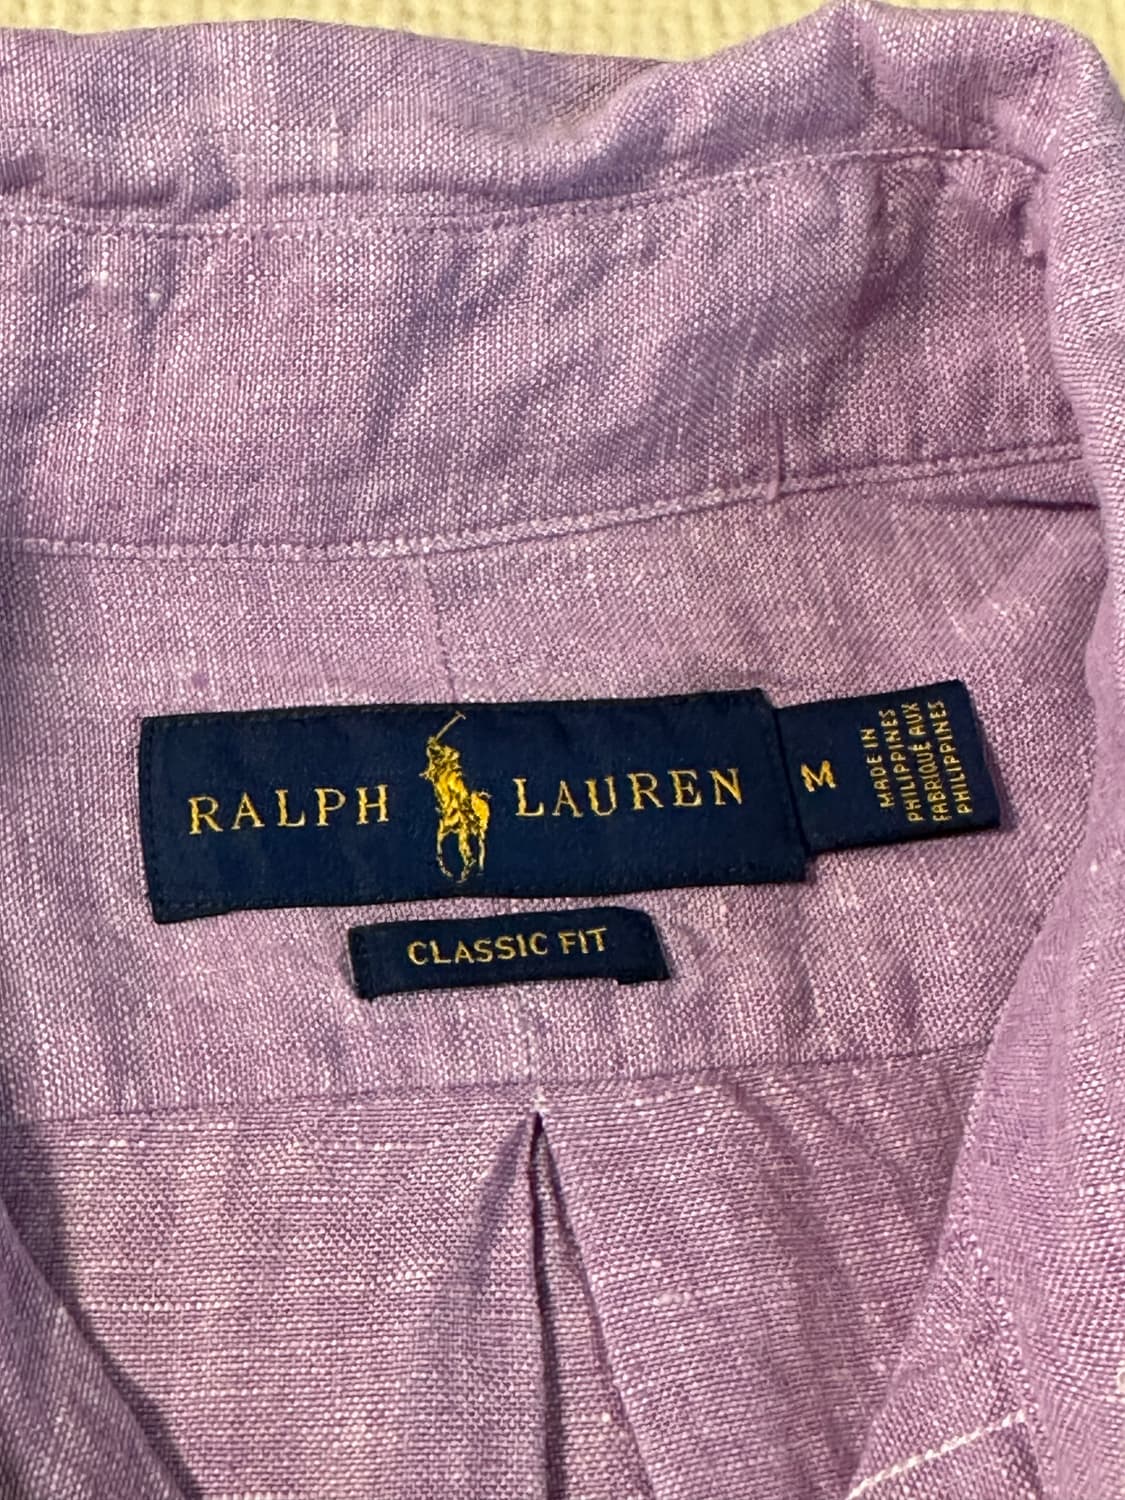 RALPH LAUREN
M
MADE IN
PHILIPPINES
FABRIQUÉ AUX
PHILIPPINES
CLASSIC FIT